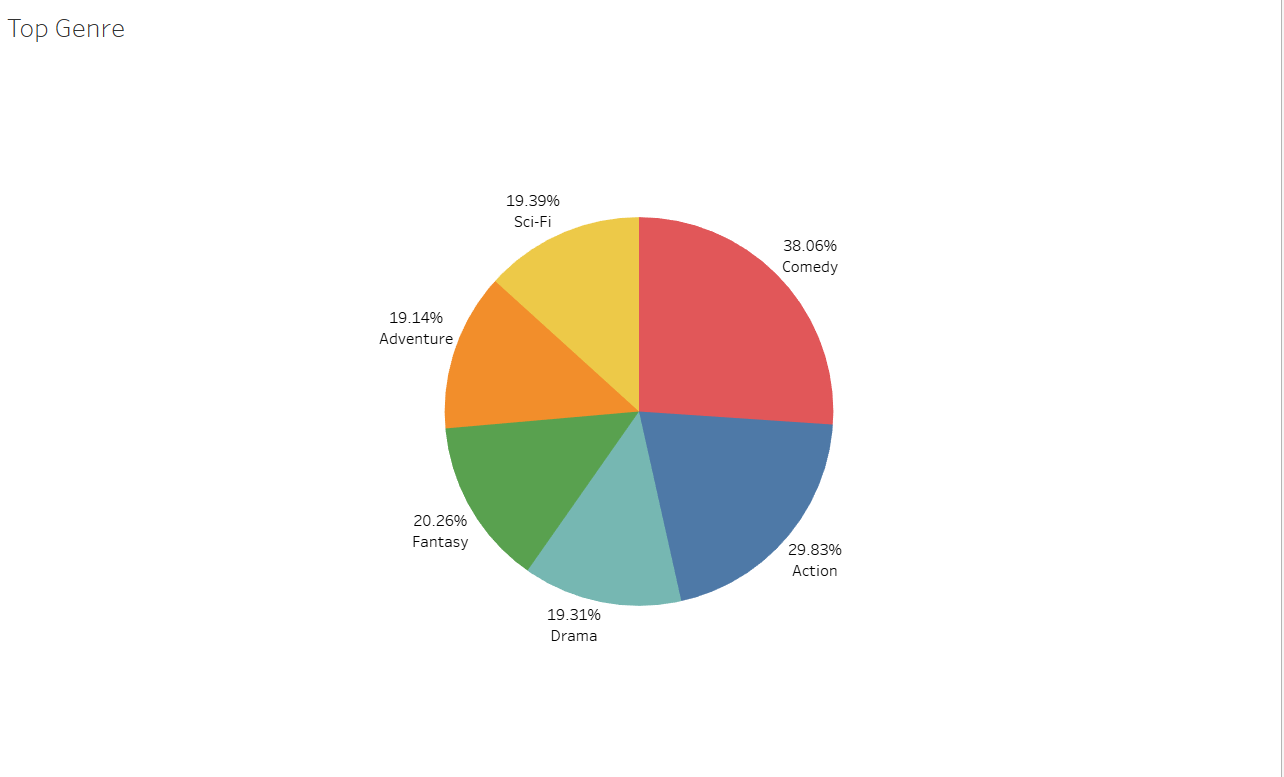 Top Genre
19.39%
Sci-Fi
38.06%
Comedy
19.14%
Adventure
20.26%
Fantasy
29.83%
Action
19.31%
Drama